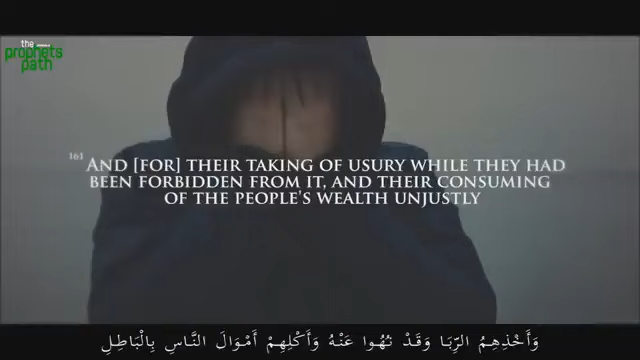 the
prophets
path
161 AND [FOR] THEIR TAKING OF USURY WHILE THEY HAD
BEEN FORBIDDEN FROM IT, AND THEIR CONSUMING
OF THE PEOPLE'S WEALTH UNJUSTLY
وَأَخْذِهِمُ الرِّبَا وَقَدْ نُهُوا عَنْهُ وَأَكْلِهِمْ أَمْوَالَ النَّاسِ بِالْبَاطِلِ